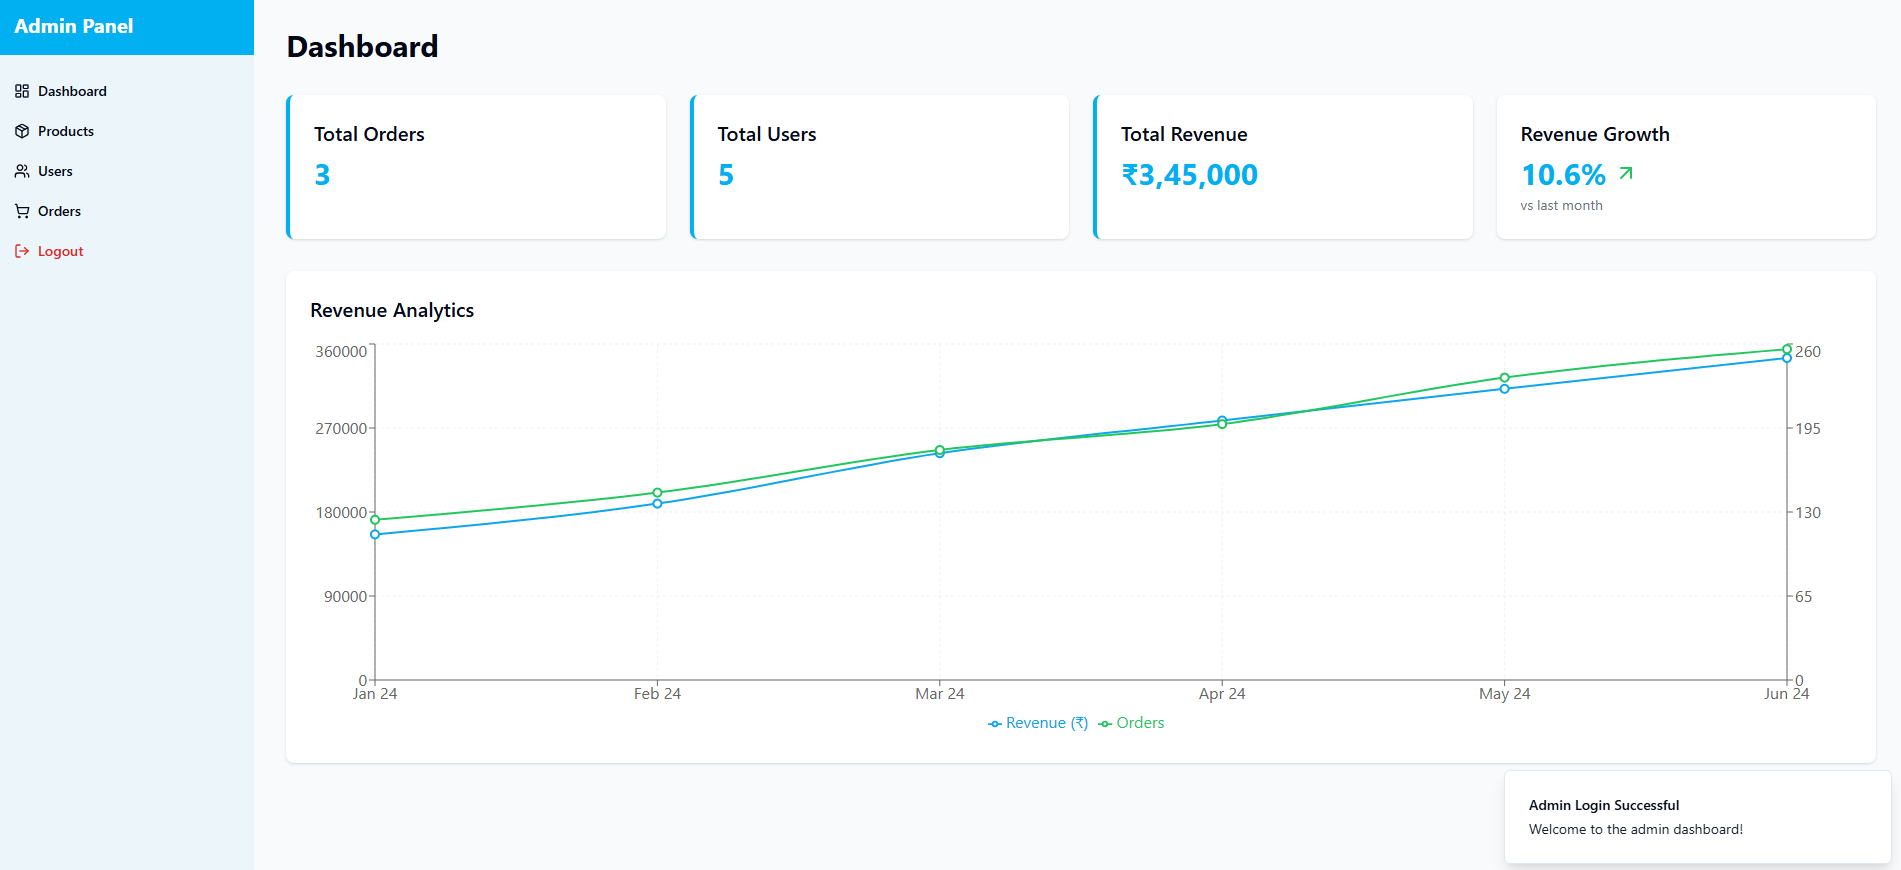 Admin Panel
Dashboard
Products
Users
Orders
Logout
Dashboard
Total Orders
3
Total Users
5
Total Revenue
₹3,45,000
Revenue Growth
10.6%
vs last month
Revenue Analytics
360000
270000
180000
90000
0
260
195
130
65
0
Jan 24
Feb 24
Mar 24
Apr 24
May 24
Jun 24
Revenue (₹)
Orders
Admin Login Successful
Welcome to the admin dashboard!